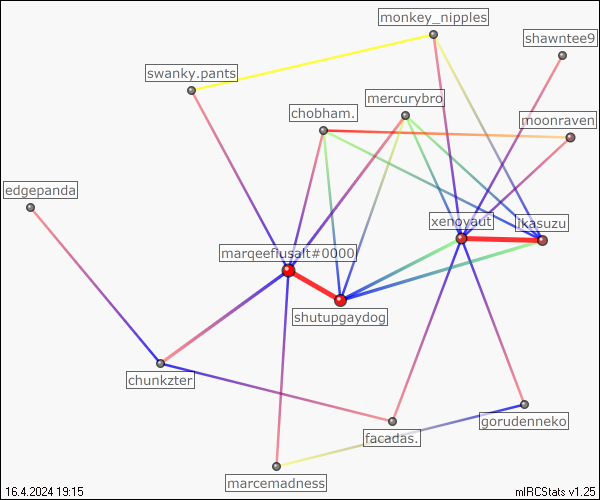 monkey_nipples
shawntee9
swanky.pants
mercurybro
chobham.
moonraven
edgepanda
xenoyaut
ikasuzu
marqeeflusalt#0000
shutupgaydog
chunkzter
gorudenneko
facadas.
marcemadness
16.4.2024 19:15
mIRCStats v1.25